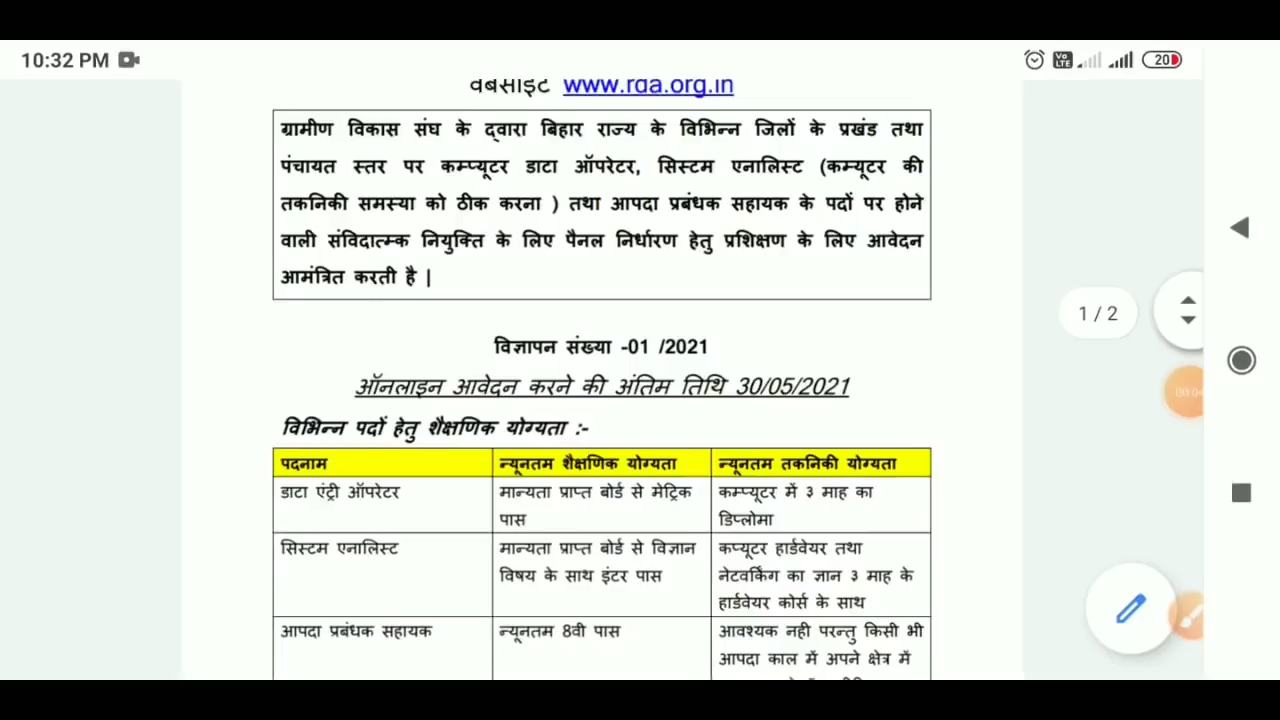 10:32 PM
Vo LTE
20
वेबसाइट www.rga.org.in
ग्रामीण विकास संघ के द्वारा बिहार राज्य के विभिन्न जिलों के प्रखंड तथा
पंचायत स्तर पर कम्प्यूटर डाटा ऑपरेटर, सिस्टम एनालिस्ट (कम्यूटर की
तकनिकी समस्या को ठीक करना ) तथा आपदा प्रबंधक सहायक के पदों पर होने
वाली संविदात्म्क नियुक्ति के लिए पैनल निर्धारण हेतु प्रशिक्षण के लिए आवेदन
आमंत्रित करती है |
1 / 2
विज्ञापन संख्या -01 /2021
ऑनलाइन आवेदन करने की अंतिम तिथि 30/05/2021
विभिन्न पदों हेतु शैक्षणिक योग्यता :-
पदनाम न्यूनतम शैक्षणिक योग्यता न्यूनतम तकनिकी योग्यता
डाटा एंट्री ऑपरेटर मान्यता प्राप्त बोर्ड से मेट्रिक कम्प्यूटर में ३ माह का
पास डिप्लोमा
सिस्टम एनालिस्ट मान्यता प्राप्त बोर्ड से विज्ञान कप्यूटर हार्डवेयर तथा
विषय के साथ इंटर पास नेटवर्किंग का ज्ञान ३ माह के
हार्डवेयर कोर्स के साथ
आपदा प्रबंधक सहायक न्यूनतम 8वी पास आवश्यक नही परन्तु किसी भी
आपदा काल में अपने क्षेत्र में